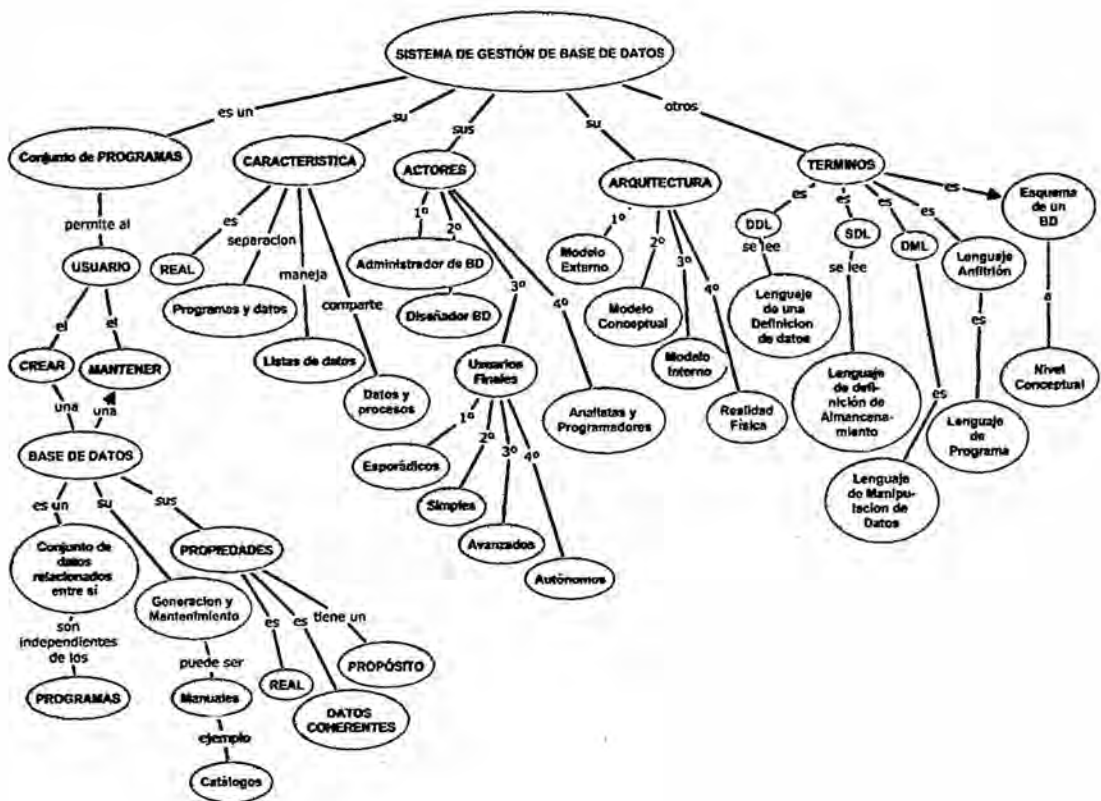 SISTEMA DE GESTIÓN DE BASE DE DATOS
es un
su
sus
su
otros
Conjunto de PROGRAMAS
CARACTERISTICA
ACTORES
ARQUITECTURA
TERMINOS
permite al
USUARIO
el
el
CREAR
MANTENER
una
una
BASE DE DATOS
es un
su
sus
Conjunto de
datos
relacionados
entre sí
son
independientes
de los
PROGRAMAS
Generacion y
Mantenimiento
puede ser
Manuales
ejemplo
Catálogos
PROPIEDADES
es
es
tiene un
REAL
DATOS
COHERENTES
PROPÓSITO
es
separacion
maneja
comparte
REAL
Programas y datos
Listas de datos
Datos y
procesos
1º
2º
3º
4º
Administrador de BD
Diseñador BD
Usuarios
Finales
Analistas y
Programadores
1º
2º
3º
4º
Esporádicos
Simples
Avanzados
Autónomos
1º
2º
3º
4º
Modelo
Externo
Modelo
Conceptual
Modelo
Interno
Realidad
Física
es
es
es
es
es
DDL
se lee
Lenguaje
de una
Definicion
de datos
SDL
se lee
Lenguaje
de defi-
nición de
Almancena-
miento
DML
es
Lenguaje
de Manipu-
lacion de
Datos
Lenguaje
Anfitrión
es
Lenguaje
de
Programa
Esquema
de un
BD
a
Nivel
Conceptual